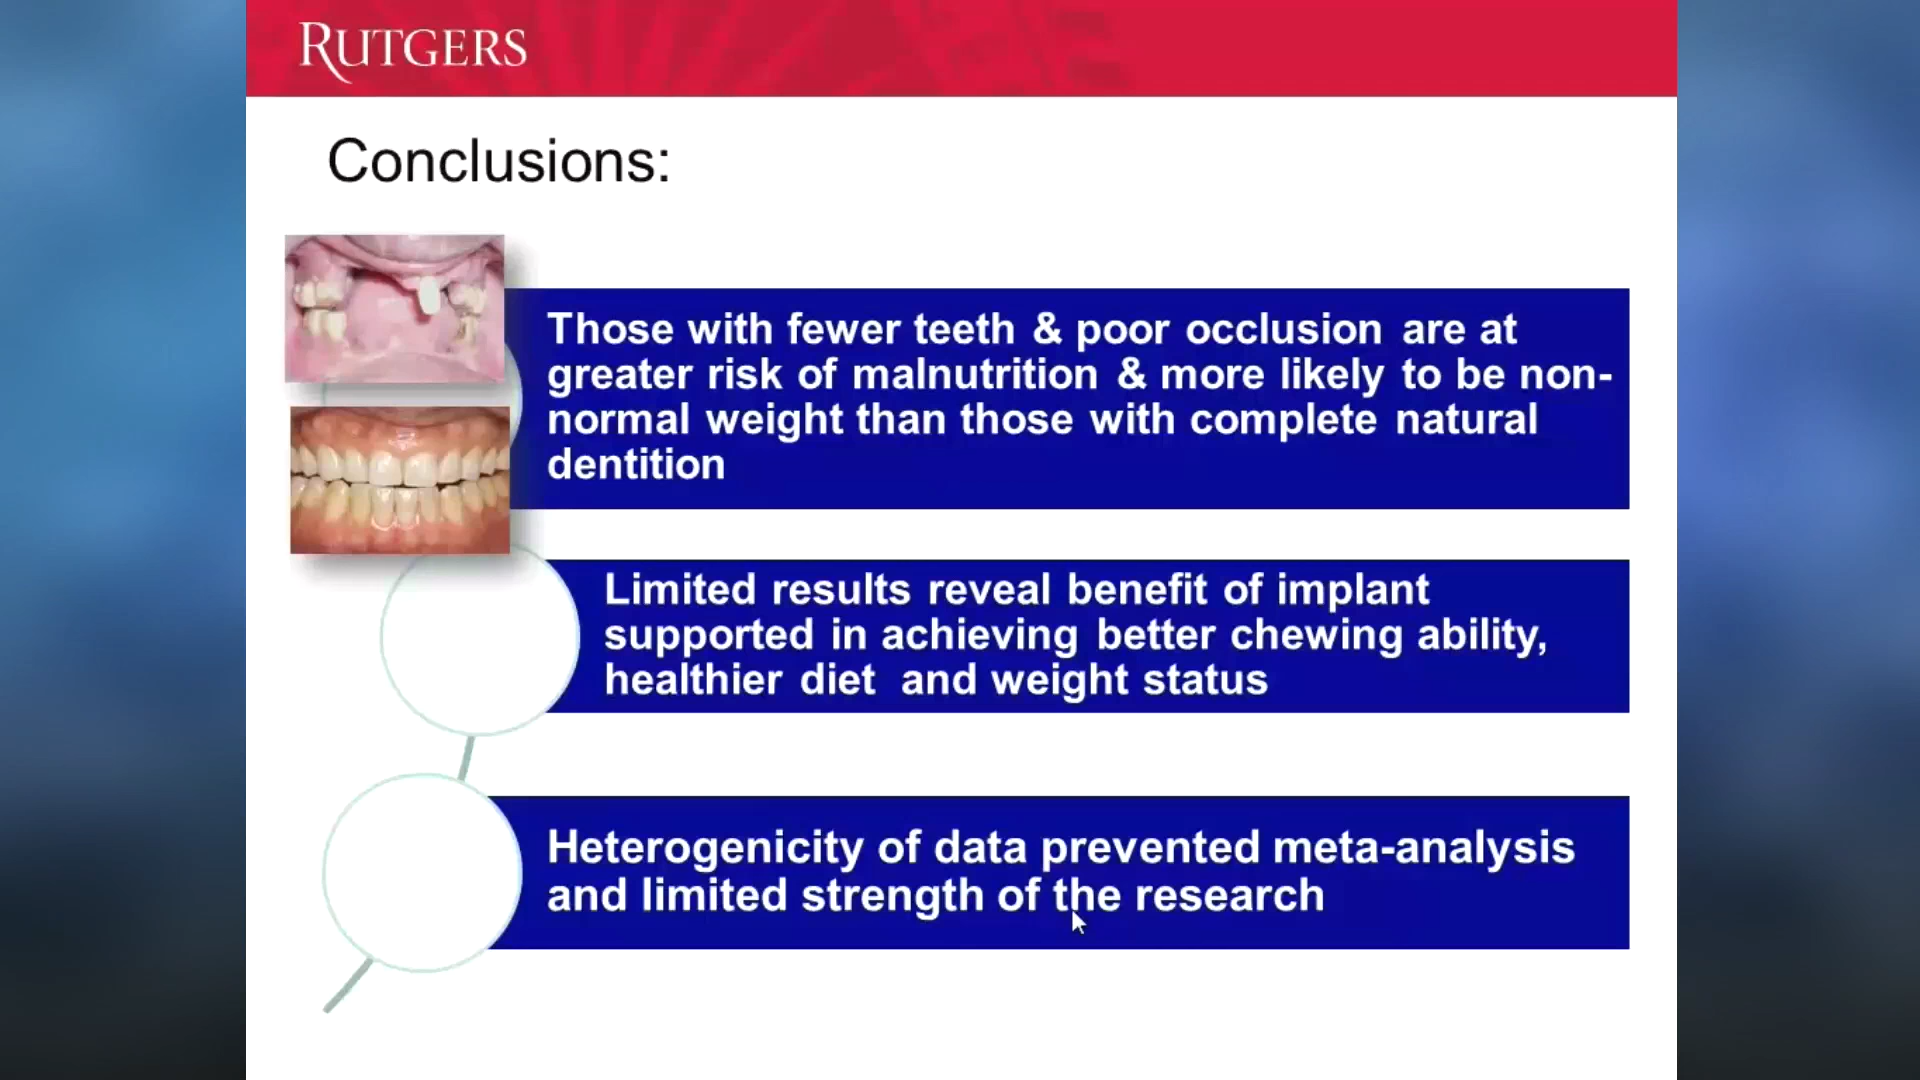 RUTGERS
Conclusions:
Those with fewer teeth & poor occlusion are at
greater risk of malnutrition & more likely to be non-
normal weight than those with complete natural
dentition
Limited results reveal benefit of implant
supported in achieving better chewing ability,
healthier diet and weight status
Heterogenicity of data prevented meta-analysis
and limited strength of the research